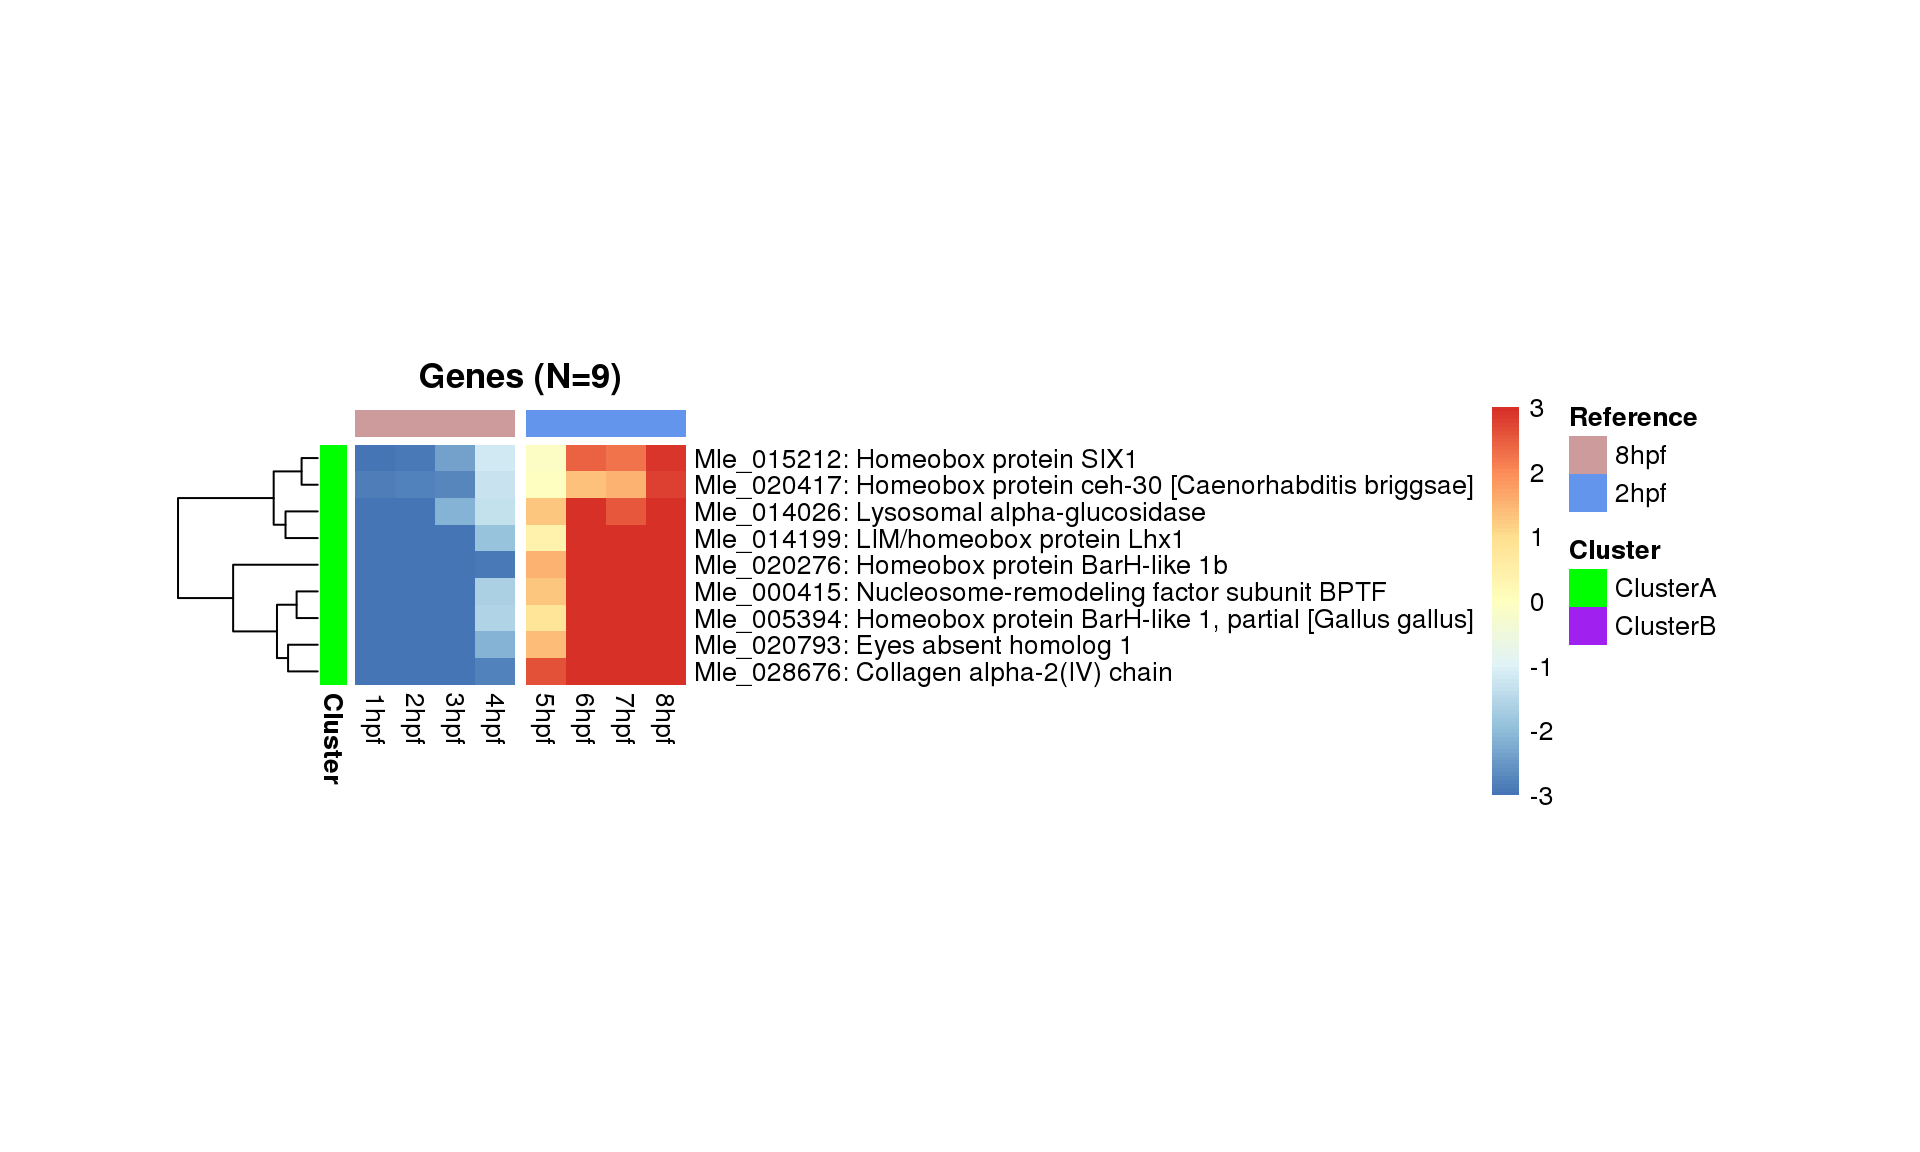 Genes (N=9)
Mle_015212: Homeobox protein SIX1
Mle_020417: Homeobox protein ceh-30 [Caenorhabditis briggsae]
Mle_014026: Lysosomal alpha-glucosidase
Mle_014199: LIM/homeobox protein Lhx1
Mle_020276: Homeobox protein BarH-like 1b
Mle_000415: Nucleosome-remodeling factor subunit BPTF
Mle_005394: Homeobox protein BarH-like 1, partial [Gallus gallus]
Mle_020793: Eyes absent homolog 1
Mle_028676: Collagen alpha-2(IV) chain
Cluster
1hpf
2hpf
3hpf
4hpf
5hpf
6hpf
7hpf
8hpf
3
2
1
0
-1
-2
-3
Reference
8hpf
2hpf
Cluster
ClusterA
ClusterB